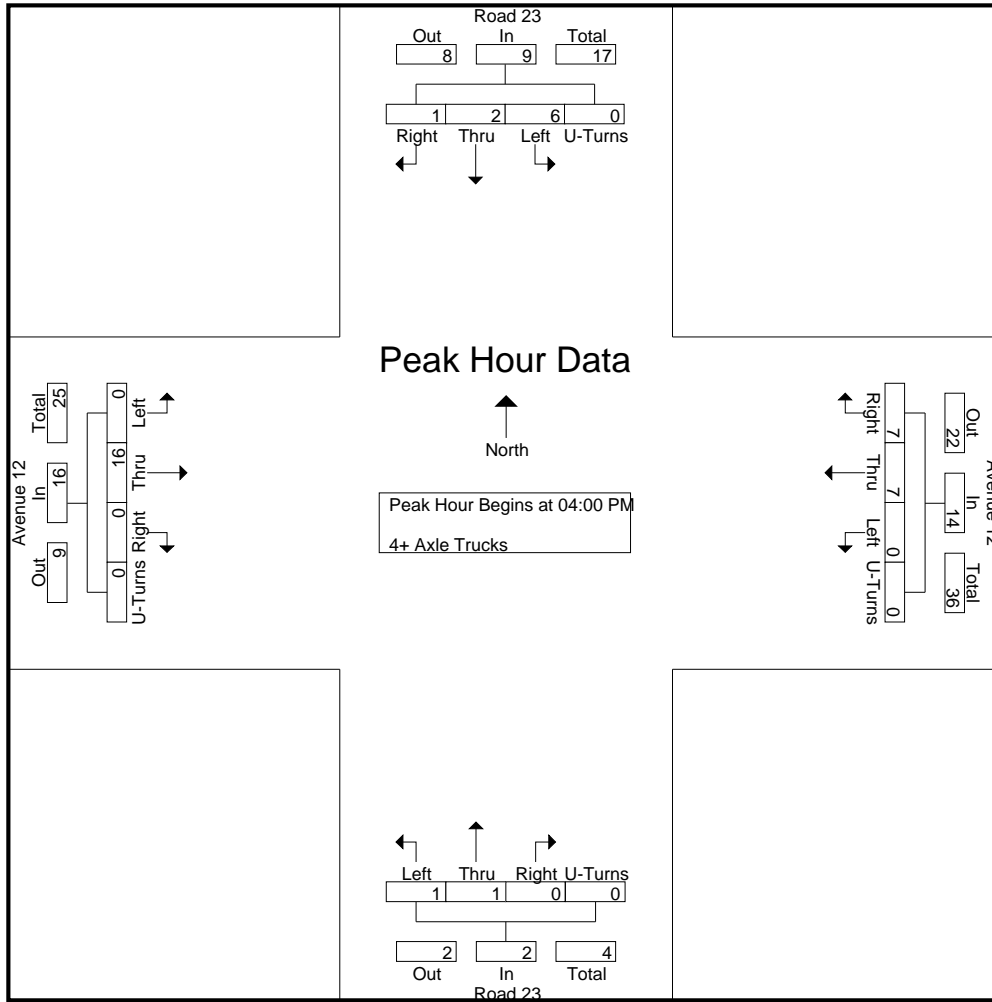 Road 23
Out In Total
8 9 17
1 2 6 0
Right Thru Left U-Turns
Peak Hour Data
North
Peak Hour Begins at 04:00 PM
4+ Axle Trucks
Avenue 12
Total In Out
25 16 9
0 16 0 0
Left Thru Right U-Turns
Avenue 12
Out In Total
22 14 36
7 7 0 0
Right Thru Left U-Turns
Left Thru Right U-Turns
1 1 0 0
2 2 4
Out In Total
Road 23